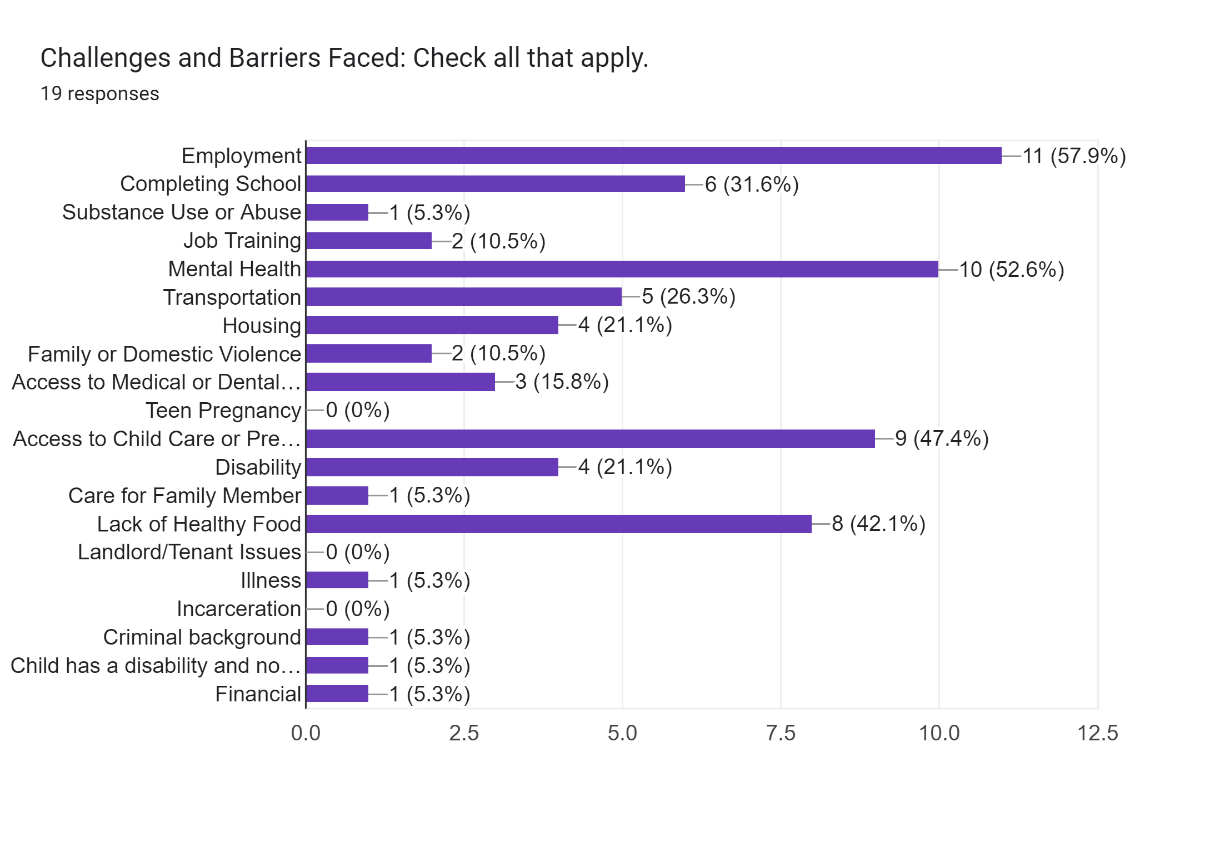 Challenges and Barriers Faced: Check all that apply.
19 responses
Employment 11 (57.9%)
Completing School 6 (31.6%)
Substance Use or Abuse 1 (5.3%)
Job Training 2 (10.5%)
Mental Health 10 (52.6%)
Transportation 5 (26.3%)
Housing 4 (21.1%)
Family or Domestic Violence 2 (10.5%)
Access to Medical or Dental… 3 (15.8%)
Teen Pregnancy 0 (0%)
Access to Child Care or Pre… 9 (47.4%)
Disability 4 (21.1%)
Care for Family Member 1 (5.3%)
Lack of Healthy Food 8 (42.1%)
Landlord/Tenant Issues 0 (0%)
Illness 1 (5.3%)
Incarceration 0 (0%)
Criminal background 1 (5.3%)
Child has a disability and no… 1 (5.3%)
Financial 1 (5.3%)
0.0 2.5 5.0 7.5 10.0 12.5